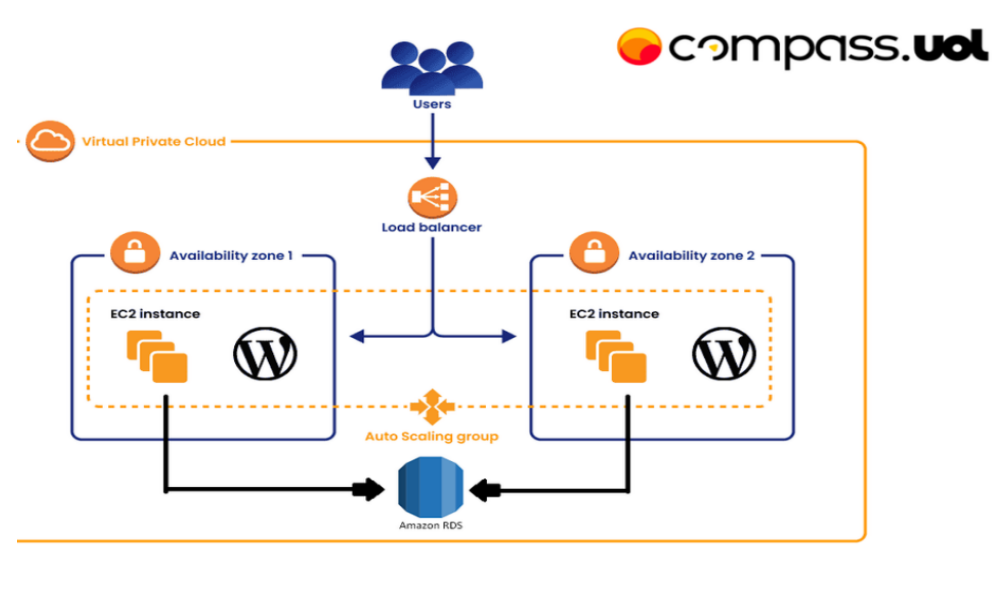 compass.uol
Users
Virtual Private Cloud
Load balancer
Availability zone 1
Availability zone 2
EC2 instance
EC2 instance
Auto Scaling group
Amazon RDS